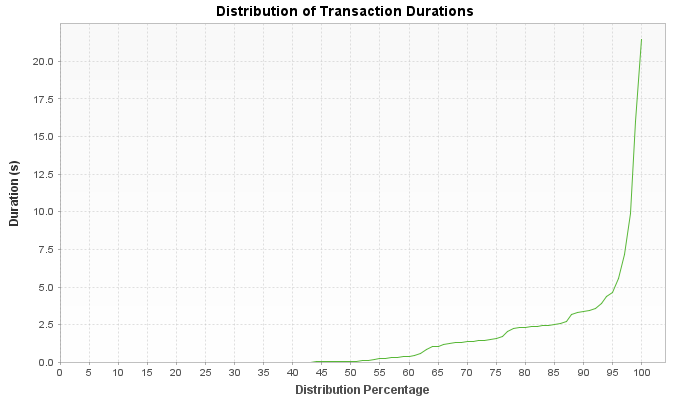 Distribution of Transaction Durations
20.0
17.5
15.0
12.5
10.0
7.5
5.0
2.5
0.0
Duration (s)
0 5 10 15 20 25 30 35 40 45 50 55 60 65 70 75 80 85 90 95 100
Distribution Percentage